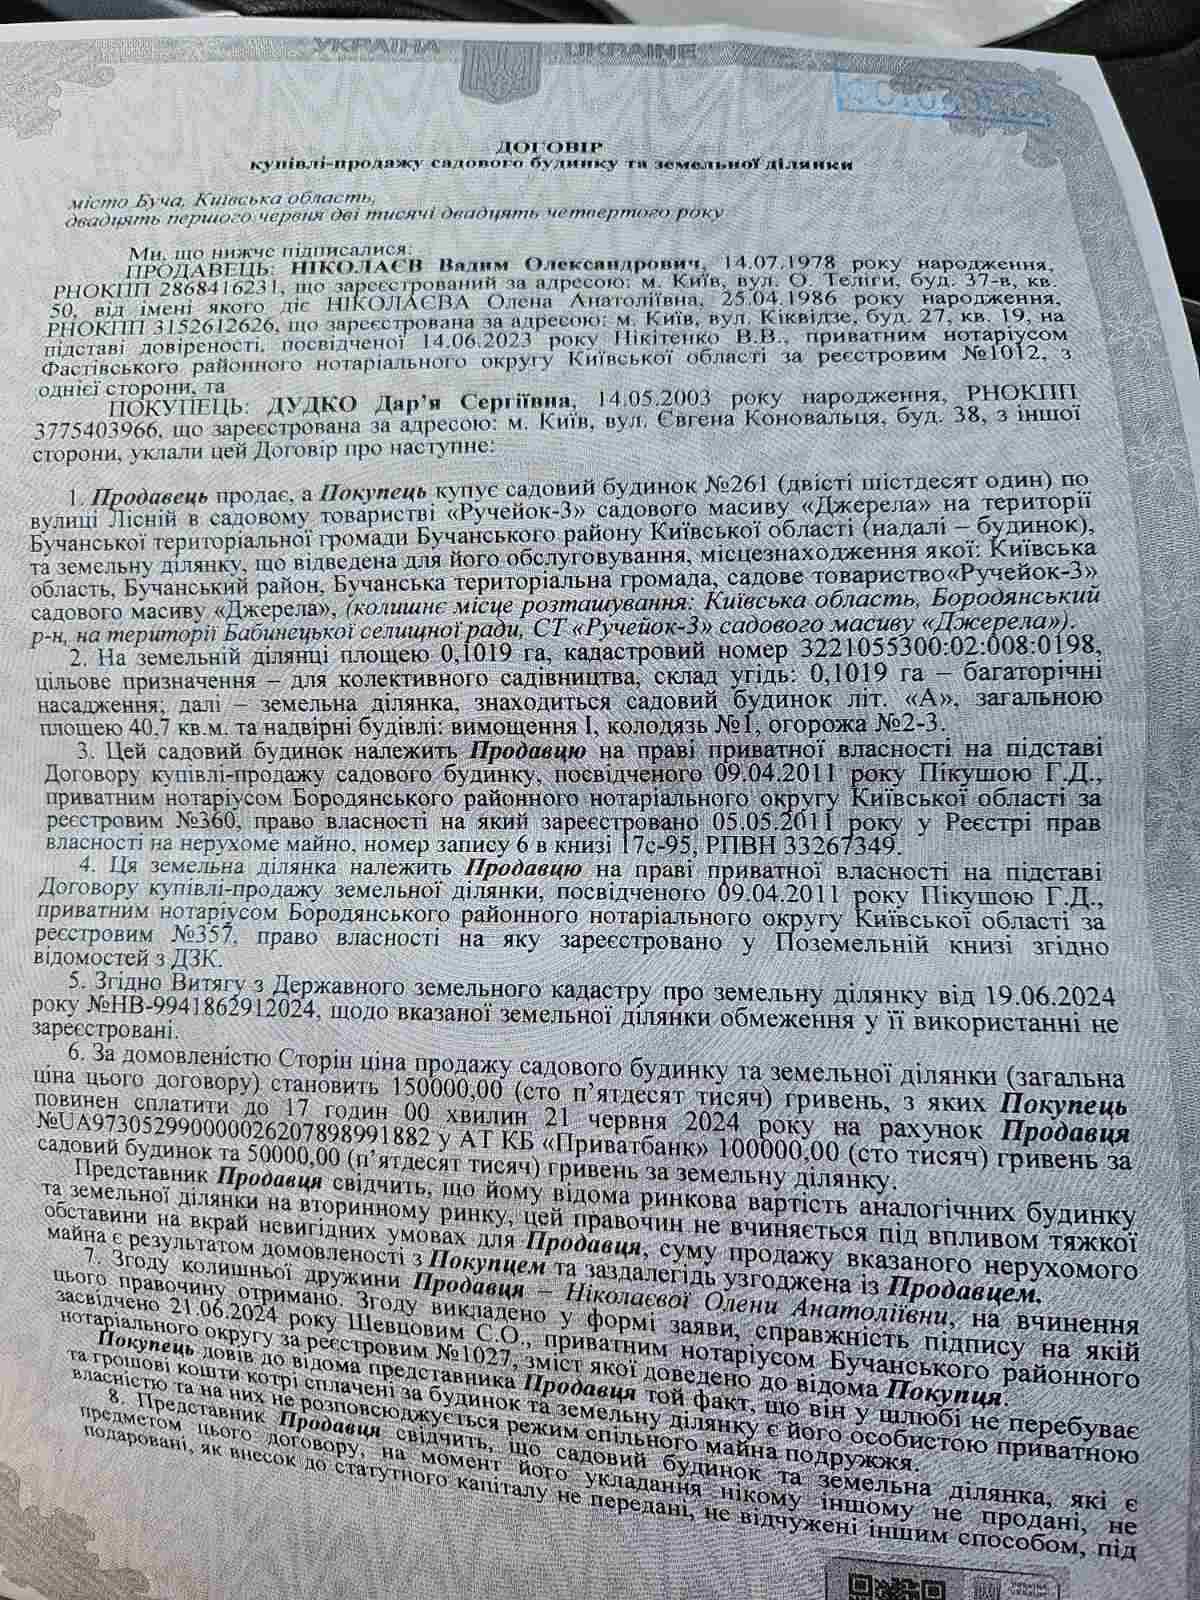 УКРАЇНА UKRAINE
ДОГОВІР
купівлі-продажу садового будинку та земельної ділянки
місто Буча, Київська область,
двадцять першого червня дві тисячі двадцять четвертого року
Ми, що нижче підписалися:
ПРОДАВЕЦЬ: НІКОЛАЄВ Вадим Олександрович, 14.07.1978 року народження,
РНОКПП 2868416231, що зареєстрований за адресою: м. Київ, вул. О. Теліги, буд. 37-в, кв.
50, від імені якого діє НІКОЛАЄВА Олена Анатоліївна, 25.04.1986 року народження,
РНОКПП 3152612626, що зареєстрована за адресою: м. Київ, вул. Кіквідзе, буд. 27, кв. 19, на
підставі довіреності, посвідченої 14.06.2023 року Нікітенко В.В., приватним нотаріусом
Фастівського районного нотаріального округу Київської області за реєстровим №1012, з
однієї сторони, та
ПОКУПЕЦЬ: ДУДКО Дар’я Сергіївна, 14.05.2003 року народження, РНОКПП
3775403966, що зареєстрована за адресою: м. Київ, вул. Євгена Коновальця, буд. 38, з іншої
сторони, уклали цей Договір про наступне:
1. Продавець продає, а Покупець купує садовий будинок №261 (двісті шістдесят один) по
вулиці Лісній в садовому товаристві «Ручейок-3» садового масиву «Джерела» на території
Бучанської територіальної громади Бучанського району Київської області (надалі – будинок),
та земельну ділянку, що відведена для його обслуговування, місцезнаходження якої: Київська
область, Бучанський район, Бучанська територіальна громада, садове товариство«Ручейок-3»
садового масиву «Джерела», (колишнє місце розташування: Київська область, Бородянський
р-н, на території Бабинецької селищної ради, СТ «Ручейок-3» садового масиву «Джерела»).
2. На земельній ділянці площею 0,1019 га, кадастровий номер 3221055300:02:008:0198,
цільове призначення – для колективного садівництва, склад угідь: 0,1019 га – багаторічні
насадження; далі – земельна ділянка, знаходиться садовий будинок літ. «А», загальною
площею 40,7 кв.м. та надвірні будівлі: вимощення І, колодязь №1, огорожа №2-3.
3. Цей садовий будинок належить Продавцю на праві приватної власності на підставі
Договору купівлі-продажу садового будинку, посвідченого 09.04.2011 року Пікушою Г.Д.,
приватним нотаріусом Бородянського районного нотаріального округу Київської області за
реєстровим №360, право власності на який зареєстровано 05.05.2011 року у Реєстрі прав
власності на нерухоме майно, номер запису 6 в книзі 17с-95, РПВН 33267349.
4. Ця земельна ділянка належить Продавцю на праві приватної власності на підставі
Договору купівлі-продажу земельної ділянки, посвідченого 09.04.2011 року Пікушою Г.Д.,
приватним нотаріусом Бородянського районного нотаріального округу Київської області за
реєстровим №357, право власності на яку зареєстровано у Поземельній книзі згідно
відомостей з ДЗК.
5. Згідно Витягу з Державного земельного кадастру про земельну ділянку від 19.06.2024
року №НВ-9941862912024, щодо вказаної земельної ділянки обмеження у її використанні не
зареєстровані.
6. За домовленістю Сторін ціна продажу садового будинку та земельної ділянки (загальна
ціна цього договору) становить 150000,00 (сто п’ятдесят тисяч) гривень, з яких Покупець
повинен сплатити до 17 годин 00 хвилин 21 червня 2024 року на рахунок Продавця
№UA973052990000026207898991882 у АТ КБ «Приватбанк» 100000,00 (сто тисяч) гривень за
садовий будинок та 50000,00 (п’ятдесят тисяч) гривень за земельну ділянку.
Представник Продавця свідчить, що йому відома ринкова вартість аналогічних будинку
та земельної ділянки на вторинному ринку, цей правочин не вчиняється під впливом тяжкої
обставини на вкрай невигідних умовах для Продавця, суму продажу вказаного нерухомого
майна є результатом домовленості з Покупцем та заздалегідь узгоджена із Продавцем.
7. Згоду колишньої дружини Продавця – Ніколаєвої Олени Анатоліївни, на вчинення
цього правочину отримано. Згоду викладено у формі заяви, справжність підпису на якій
засвідчено 21.06.2024 року Шевцовим С.О., приватним нотаріусом Бучанського районного
нотаріального округу за реєстровим №1027, зміст якої доведено до відома Покупця.
Покупець довів до відома представника Продавця той факт, що він у шлюбі не перебуває
та грошові кошти котрі сплачені за будинок та земельну ділянку є його особистою приватною
власністю та на них не розповсюджується режим спільного майна подружжя.
8. Представник Продавця свідчить, що садовий будинок та земельна ділянка, які є
предметом цього договору, на момент його укладання нікому іншому не продані, не
подаровані, як внесок до статутного капіталу не передані, не відчужені іншим способом, під